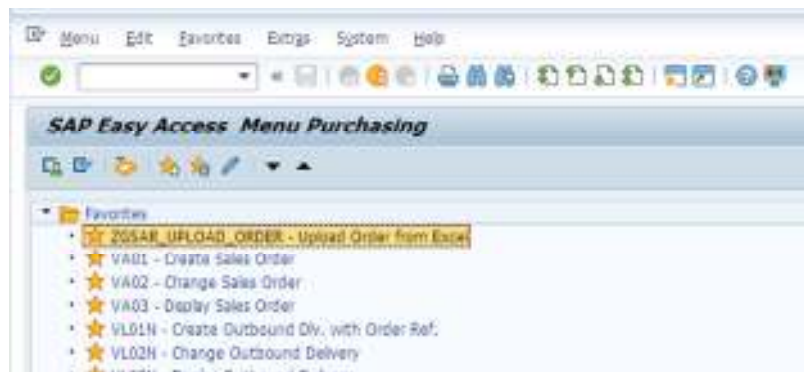 Menu Edit Favorites Extras System Help
SAP Easy Access Menu Purchasing
Favorites
ZGSAR_UPLOAD_ORDER - Upload Order from Excel
VA01 - Create Sales Order
VA02 - Change Sales Order
VA03 - Display Sales Order
VL01N - Create Outbound Dlv. with Order Ref.
VL02N - Change Outbound Delivery